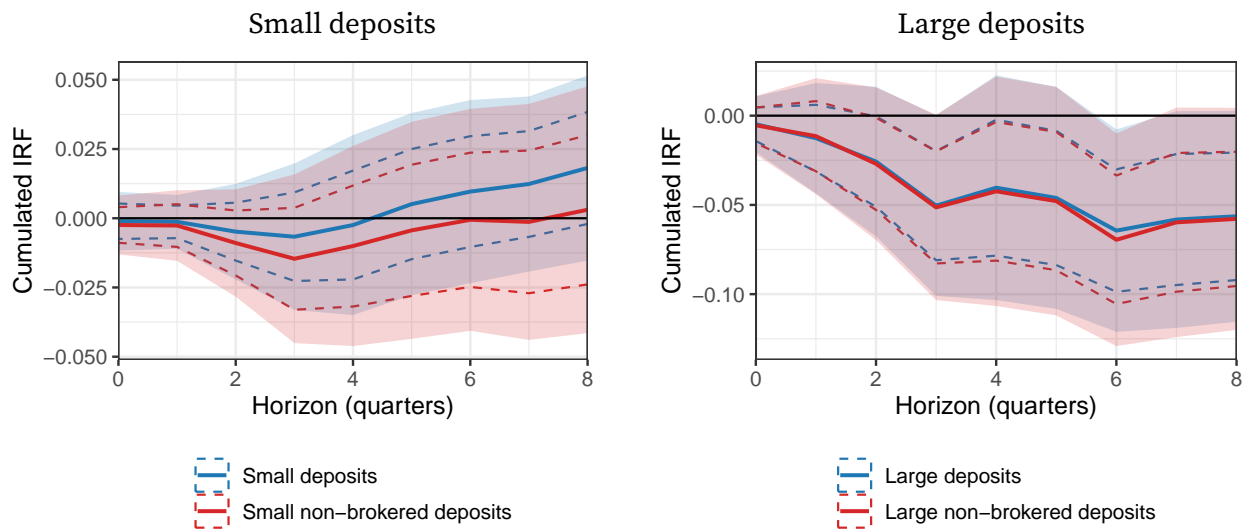 Small deposits
Cumulated IRF
0.050
0.025
0.000
−0.025
−0.050
0 2 4 6 8
Horizon (quarters)
Small deposits
Small non−brokered deposits
Large deposits
Cumulated IRF
0.00
−0.05
−0.10
0 2 4 6 8
Horizon (quarters)
Large deposits
Large non−brokered deposits